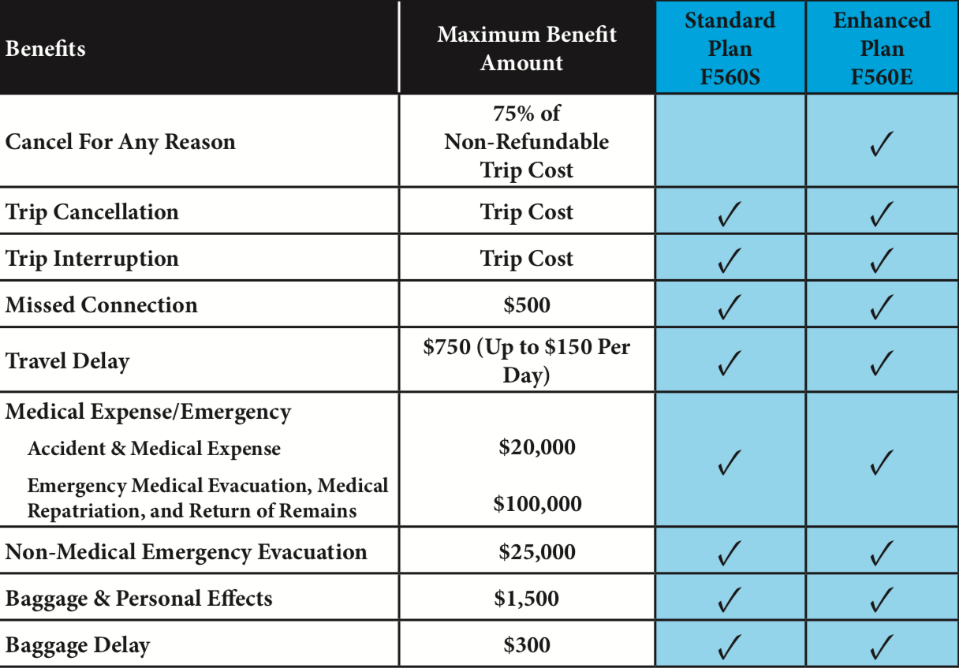 Benefits
Maximum Benefit
Amount
Standard
Plan
F560S
Enhanced
Plan
F560E
Cancel For Any Reason
75% of
Non-Refundable
Trip Cost
✓
Trip Cancellation
Trip Cost
✓
✓
Trip Interruption
Trip Cost
✓
✓
Missed Connection
$500
✓
✓
Travel Delay
$750 (Up to $150 Per
Day)
✓
✓
Medical Expense/Emergency
Accident & Medical Expense
$20,000
Emergency Medical Evacuation, Medical
Repatriation, and Return of Remains
$100,000
✓
✓
Non-Medical Emergency Evacuation
$25,000
✓
✓
Baggage & Personal Effects
$1,500
✓
✓
Baggage Delay
$300
✓
✓